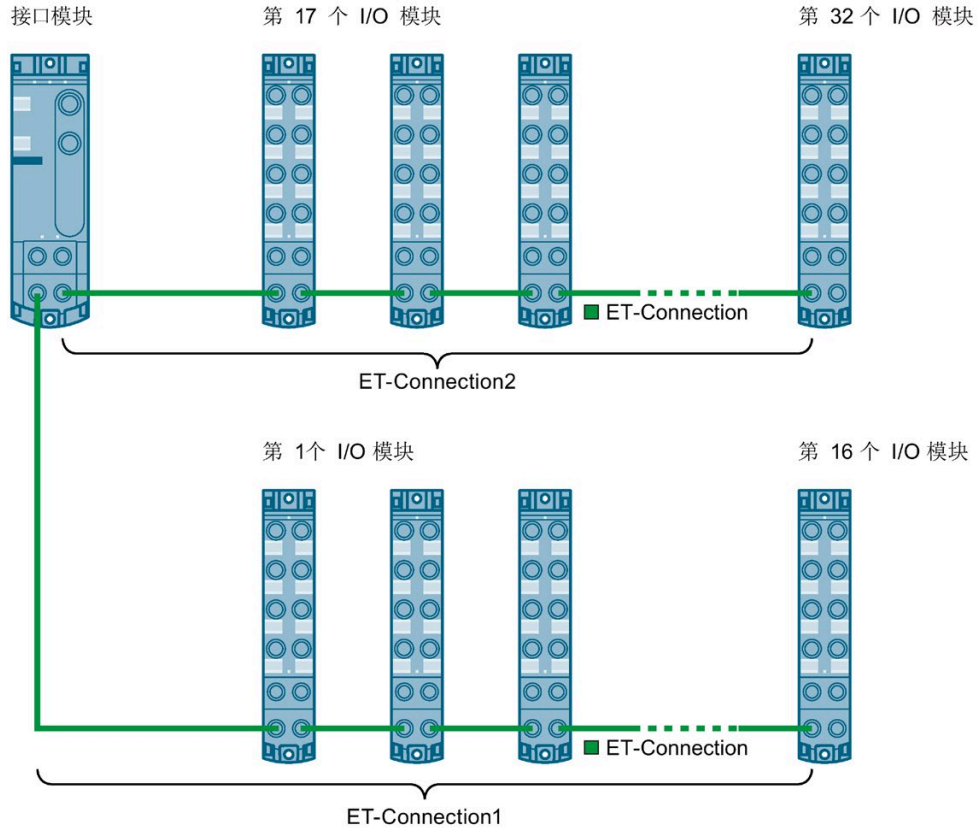 接口模块
第 17 个 I/O 模块
第 32 个 I/O 模块
ET-Connection
ET-Connection2
第 1个 I/O 模块
第 16 个 I/O 模块
ET-Connection
ET-Connection1